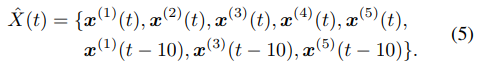 X̂(t) = {x⁽¹⁾(t), x⁽²⁾(t), x⁽³⁾(t), x⁽⁴⁾(t), x⁽⁵⁾(t),
x⁽¹⁾(t − 10), x⁽³⁾(t − 10), x⁽⁵⁾(t − 10)}. (5)